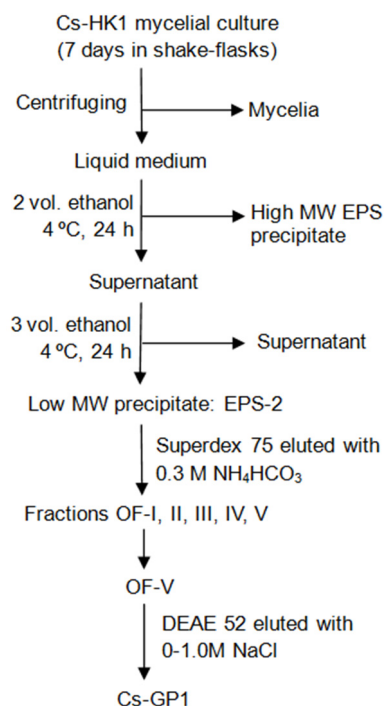 Cs-HK1 mycelial culture
(7 days in shake-flasks)
Centrifuging
Mycelia
Liquid medium
2 vol. ethanol
4 ºC, 24 h
High MW EPS
precipitate
Supernatant
3 vol. ethanol
4 ºC, 24 h
Supernatant
Low MW precipitate: EPS-2
Superdex 75 eluted with
0.3 M NH₄HCO₃
Fractions OF-I, II, III, IV, V
OF-V
DEAE 52 eluted with
0-1.0M NaCl
Cs-GP1